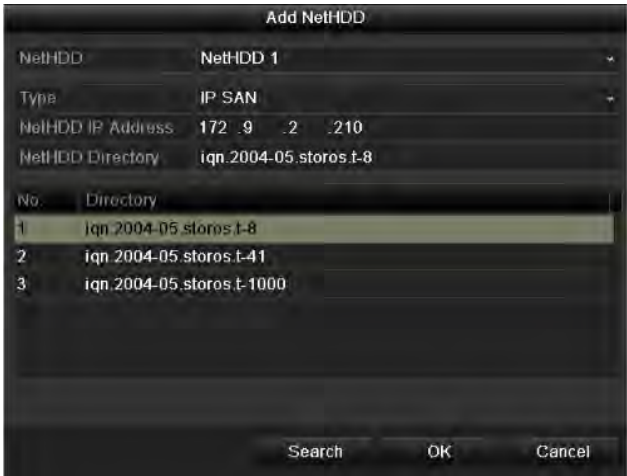 Add NetHDD
NetHDD NetHDD 1
Type IP SAN
NetHDD IP Address 172 .9 .2 .210
NetHDD Directory iqn.2004-05.storos.t-8
No. Directory
1 iqn.2004-05.storos.t-8
2 iqn.2004-05.storos.t-41
3 iqn.2004-05.storos.t-1000
Search OK Cancel